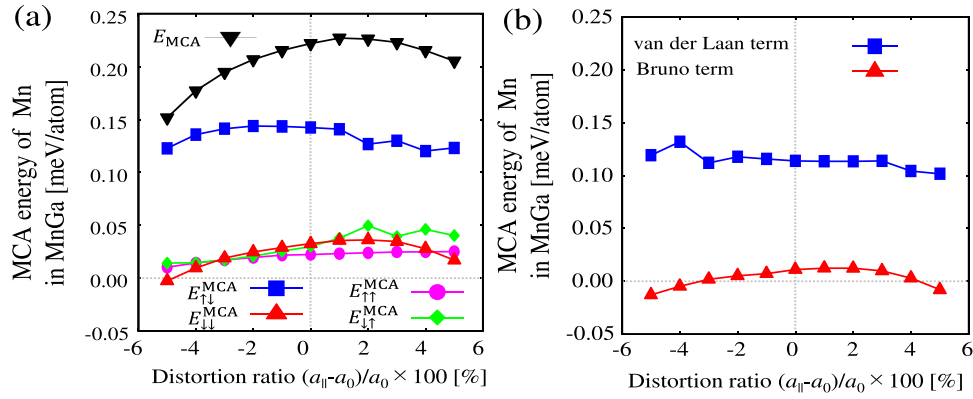 (a)
0.25
0.20
0.15
0.10
0.05
0.00
-0.05
MCA energy of Mn
in MnGa [meV/atom]
E_MCA
E_↑↓^MCA
E_↑↑^MCA
E_↓↓^MCA
E_↓↑^MCA
-6 -4 -2 0 2 4 6
Distortion ratio (a_||-a_0)/a_0 × 100 [%]
(b)
0.25
0.20
0.15
0.10
0.05
0.00
-0.05
MCA energy of Mn
in MnGa [meV/atom]
van der Laan term
Bruno term
-6 -4 -2 0 2 4 6
Distortion ratio (a_||-a_0)/a_0 × 100 [%]